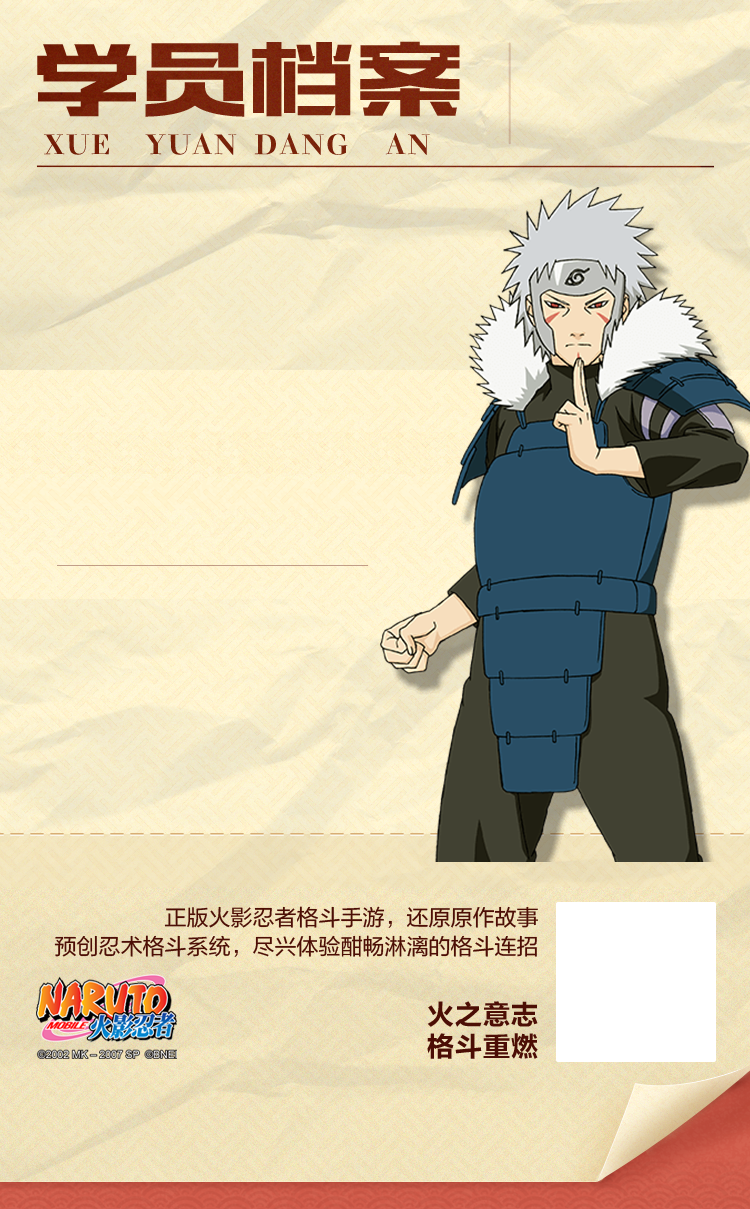 学员档案
XUE YUAN DANG AN
正版火影忍者格斗手游，还原原作故事
预创忍术格斗系统，尽兴体验酣畅淋漓的格斗连招
NARUTO
MOBILE 火影忍者
©2002 MK – 2007 SP ©BNEI
火之意志
格斗重燃